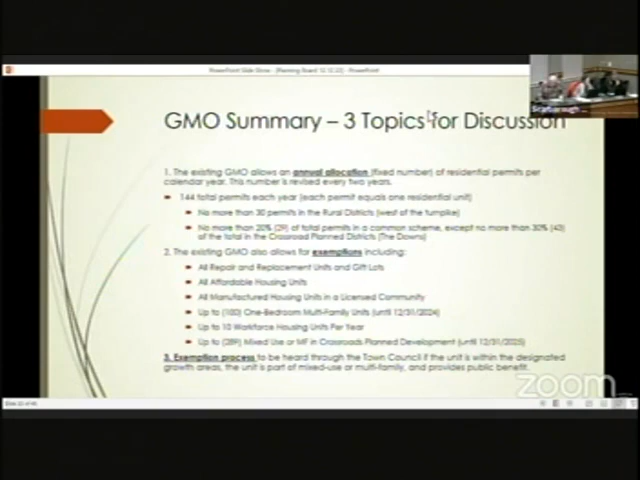 PowerPoint Slide Show - [Planning Board 12.12.22] - PowerPoint
GMO Summary – 3 Topics for Discussion
1. The existing GMO allows an annual allocation (fixed number) of residential permits per
calendar year. This number is revised every two years.
144 total permits each year (each permit equals one residential unit)
No more than 30 permits in the Rural Districts (west of the turnpike)
No more than 20% (29) of total permits in a common scheme, except no more than 30% (43)
of the total in the Crossroad Planned Districts (The Downs)
2. The existing GMO also allows for exemptions including:
All Repair and Replacement Units and Gift Lots
All Affordable Housing Units
All Manufactured Housing Units in a Licensed Community
Up to (100) One-Bedroom Multi-Family Units (until 12/31/2024)
Up to 10 Workforce Housing Units Per Year
Up to (289) Mixed Use or MF in Crossroads Planned Development (until 12/31/2025)
3. Exemption process to be heard through the Town Council if the unit is within the designated
growth areas, the unit is part of mixed-use or multi-family, and provides public benefit.
zoom